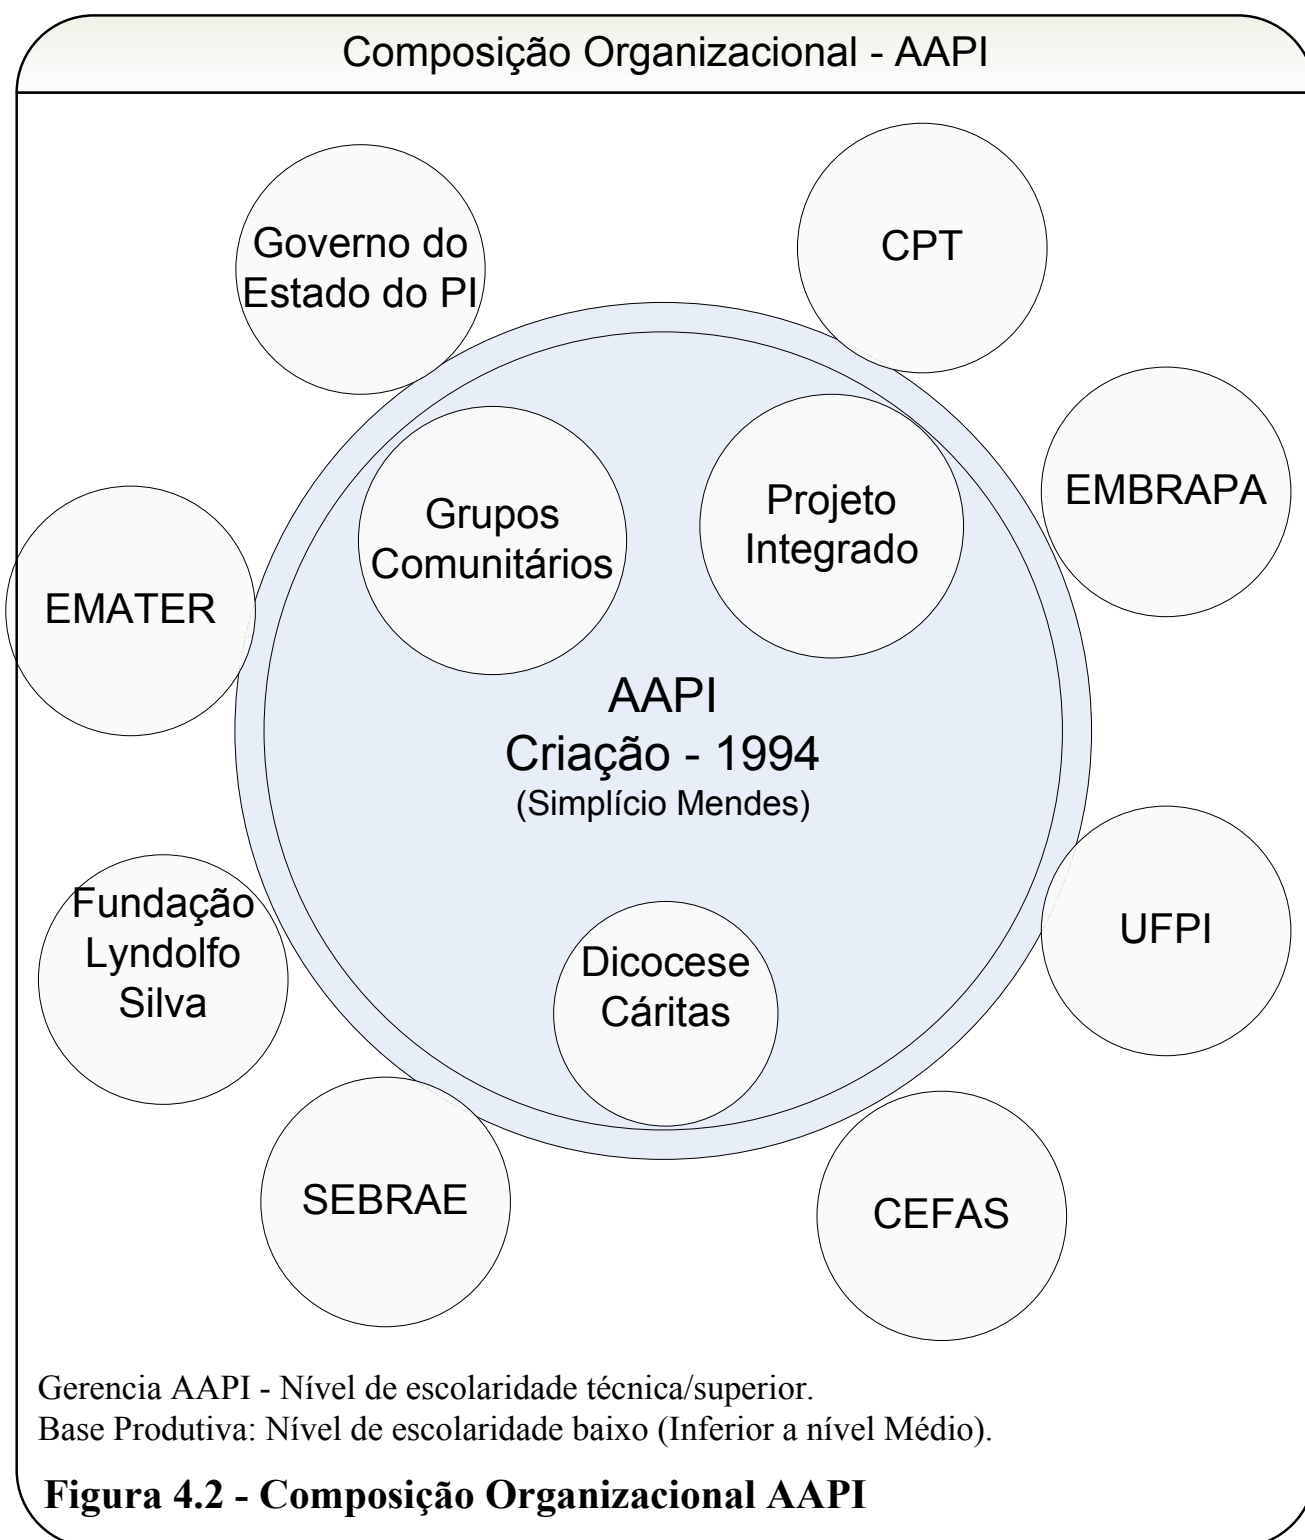 Composição Organizacional - AAPI
Governo do
Estado do PI
CPT
EMBRAPA
Grupos
Comunitários
Projeto
Integrado
EMATER
AAPI
Criação - 1994
(Simplício Mendes)
Fundação
Lyndolfo
Silva
Dicocese
Cáritas
UFPI
SEBRAE
CEFAS
Gerencia AAPI - Nível de escolaridade técnica/superior.
Base Produtiva: Nível de escolaridade baixo (Inferior a nível Médio).
Figura 4.2 - Composição Organizacional AAPI